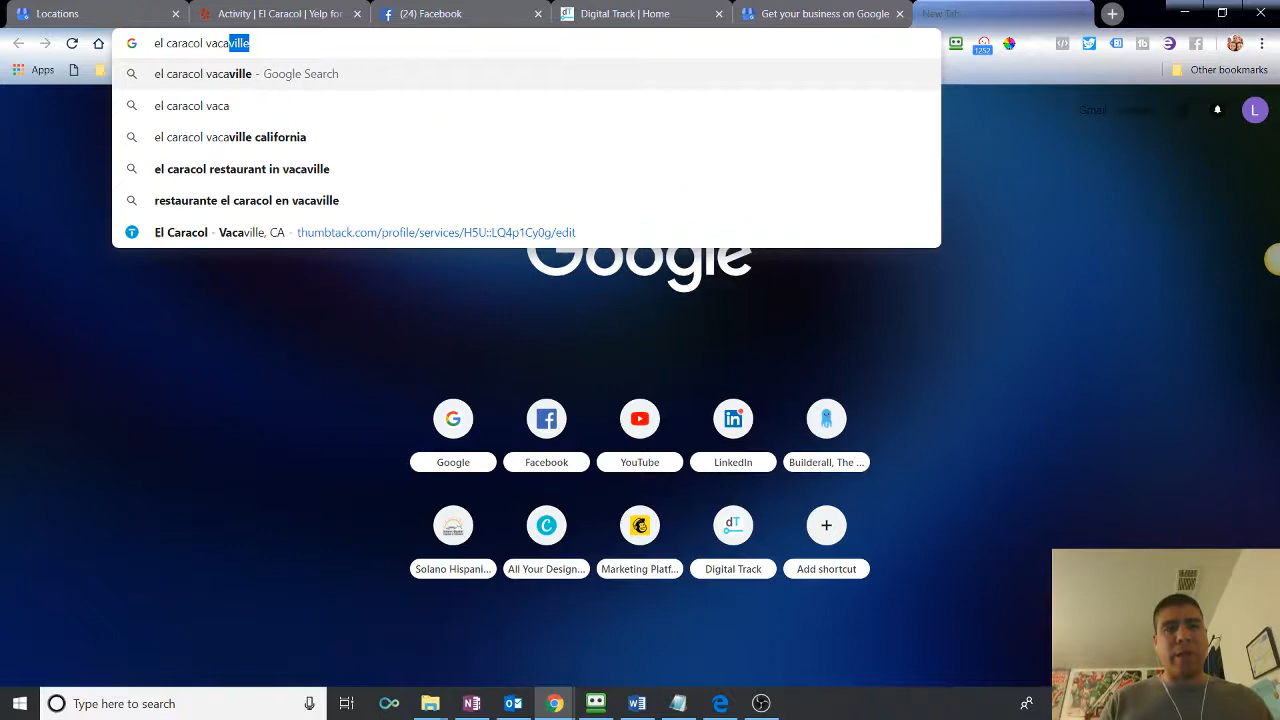 Locations
Activity | El Caracol | Yelp for
(24) Facebook
Digital Track | Home
Get your business on Google
New Tab
el caracol vacaville
1252
Apps
Other bookmarks
el caracol vacaville - Google Search
el caracol vaca
el caracol vacaville california
el caracol restaurant in vacaville
restaurante el caracol en vacaville
El Caracol - Vacaville, CA - thumbtack.com/profile/services/H5U::LQ4p1Cy0g/edit
Gmail
L
Google
Google
Facebook
YouTube
LinkedIn
Builderall, The ...
dT
Solano Hispani...
All Your Design...
Marketing Platf...
Digital Track
Add shortcut
Type here to search